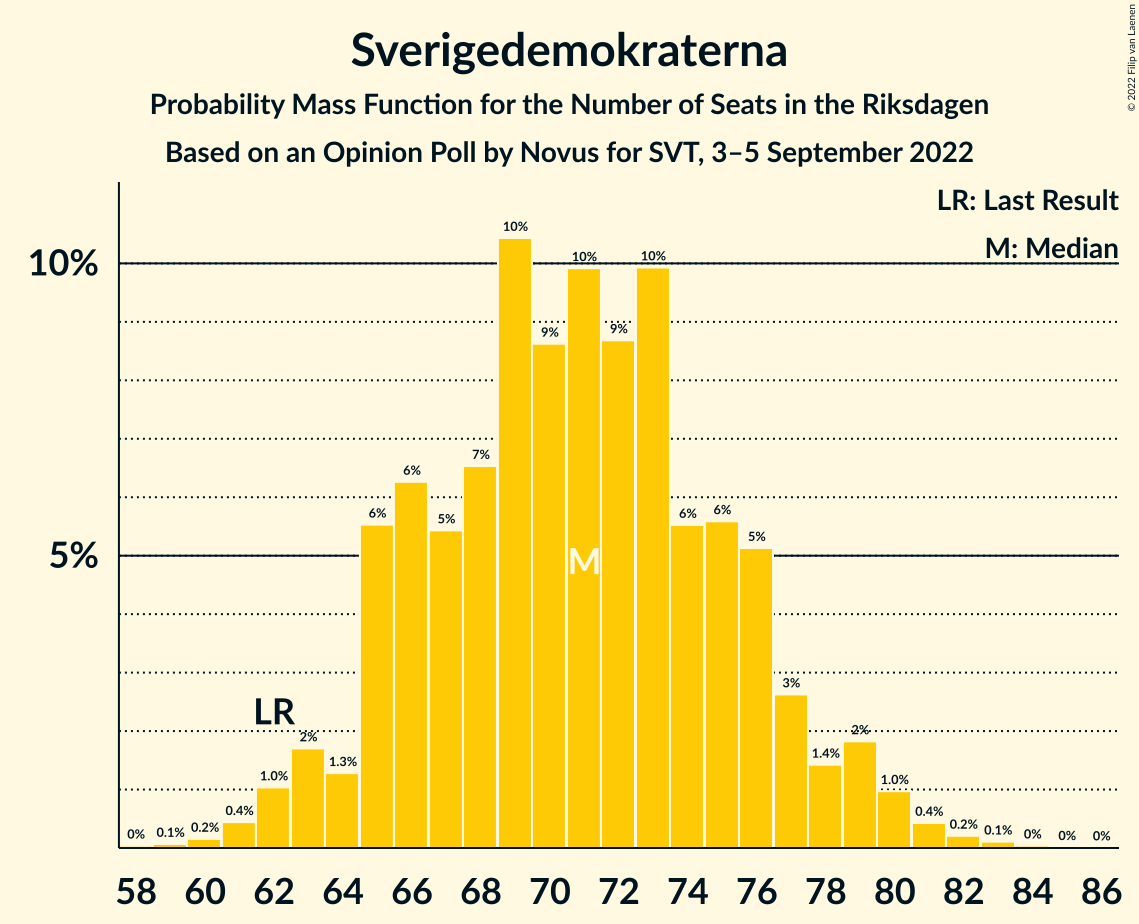 Sverigedemokraterna
Probability Mass Function for the Number of Seats in the Riksdagen
Based on an Opinion Poll by Novus for SVT, 3–5 September 2022
© 2022 Filip van Laenen
LR: Last Result
M: Median
10%
5%
LR
M
0% 0.1% 0.2% 0.4% 1.0% 2% 1.3% 6% 6% 5% 7% 10% 9% 10% 9% 10% 6% 6% 5% 3% 1.4% 2% 1.0% 0.4% 0.2% 0.1% 0% 0% 0%
58 60 62 64 66 68 70 72 74 76 78 80 82 84 86